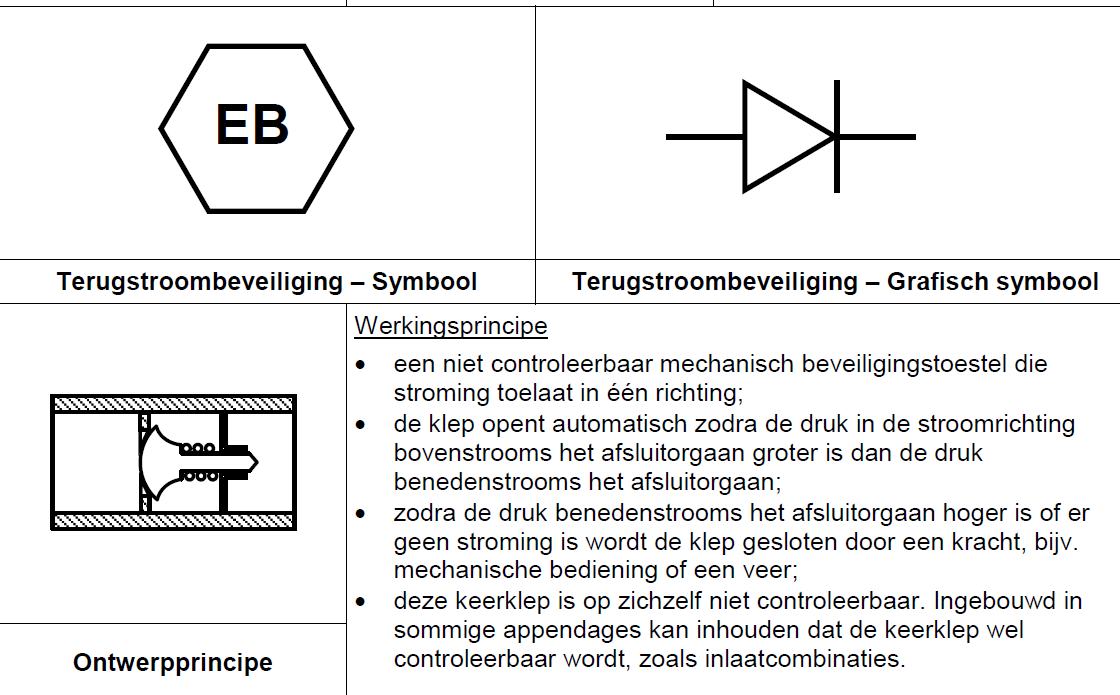 EB
Terugstroombeveiliging – Symbool
Terugstroombeveiliging – Grafisch symbool
Werkingsprincipe
• een niet controleerbaar mechanisch beveiligingstoestel die
stroming toelaat in één richting;
• de klep opent automatisch zodra de druk in de stroomrichting
bovenstrooms het afsluitorgaan groter is dan de druk
benedenstrooms het afsluitorgaan;
• zodra de druk benedenstrooms het afsluitorgaan hoger is of er
geen stroming is wordt de klep gesloten door een kracht, bijv.
mechanische bediening of een veer;
• deze keerklep is op zichzelf niet controleerbaar. Ingebouwd in
sommige appendages kan inhouden dat de keerklep wel
controleerbaar wordt, zoals inlaatcombinaties.
Ontwerpprincipe